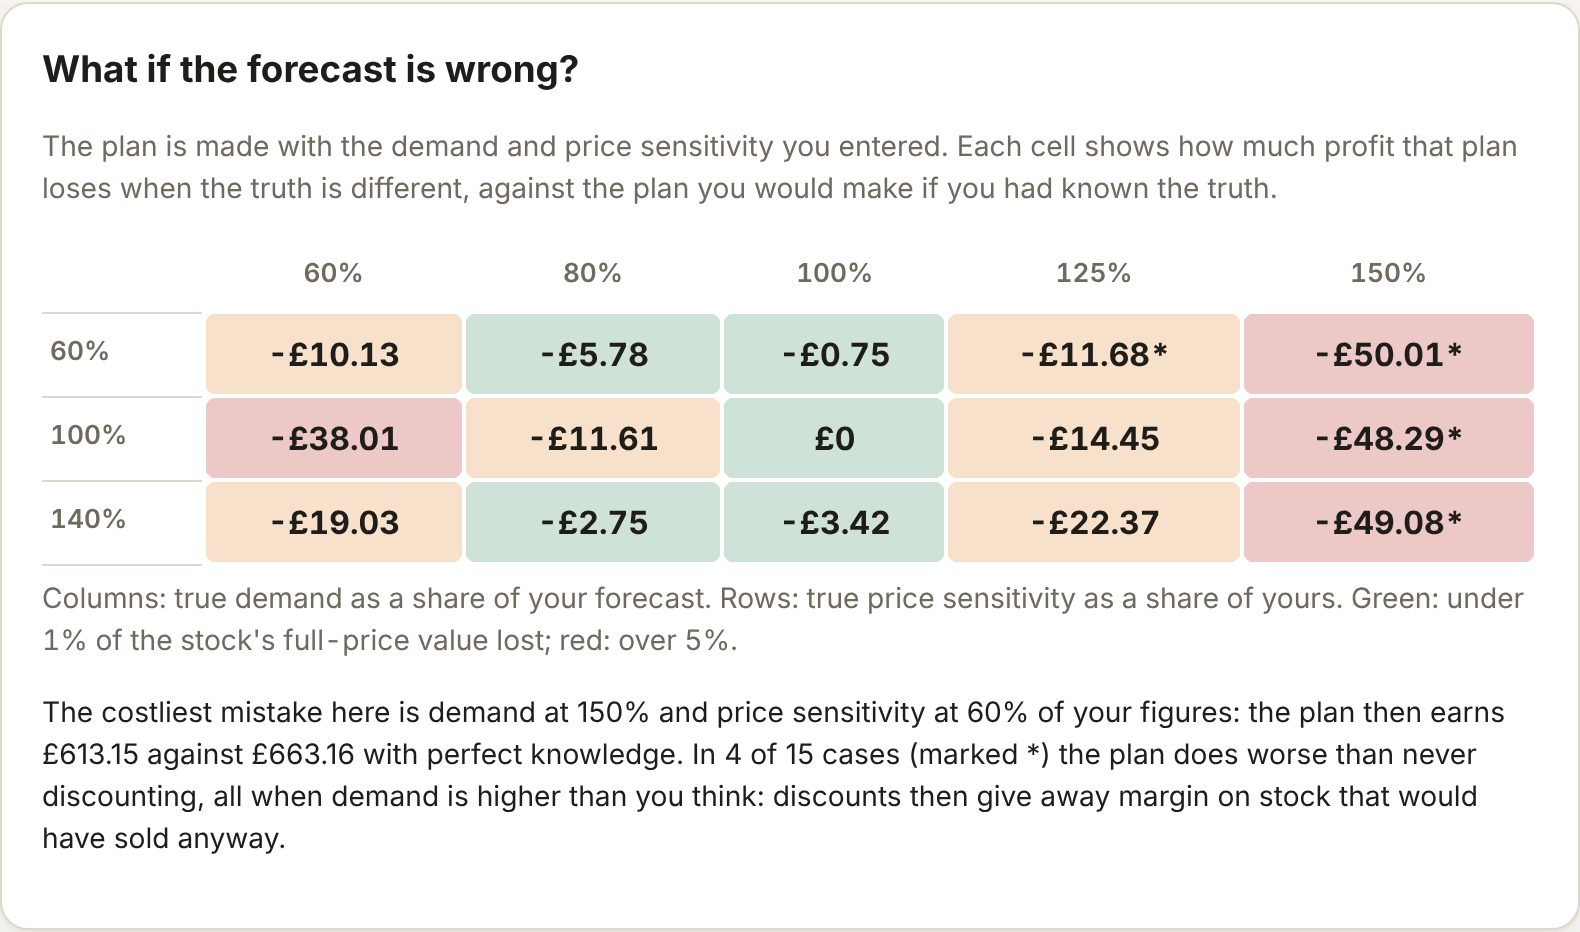 What if the forecast is wrong?
The plan is made with the demand and price sensitivity you entered. Each cell shows how much profit that plan
loses when the truth is different, against the plan you would make if you had known the truth.
60% 80% 100% 125% 150%
60% -£10.13 -£5.78 -£0.75 -£11.68* -£50.01*
100% -£38.01 -£11.61 £0 -£14.45 -£48.29*
140% -£19.03 -£2.75 -£3.42 -£22.37 -£49.08*
Columns: true demand as a share of your forecast. Rows: true price sensitivity as a share of yours. Green: under
1% of the stock's full-price value lost; red: over 5%.
The costliest mistake here is demand at 150% and price sensitivity at 60% of your figures: the plan then earns
£613.15 against £663.16 with perfect knowledge. In 4 of 15 cases (marked *) the plan does worse than never
discounting, all when demand is higher than you think: discounts then give away margin on stock that would
have sold anyway.